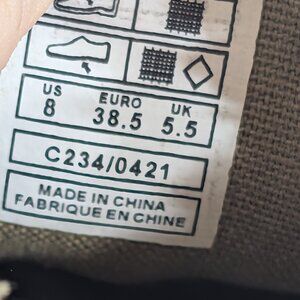 US EURO UK
8 38.5 5.5
C234/0421
MADE IN CHINA
FABRIQUE EN CHINE